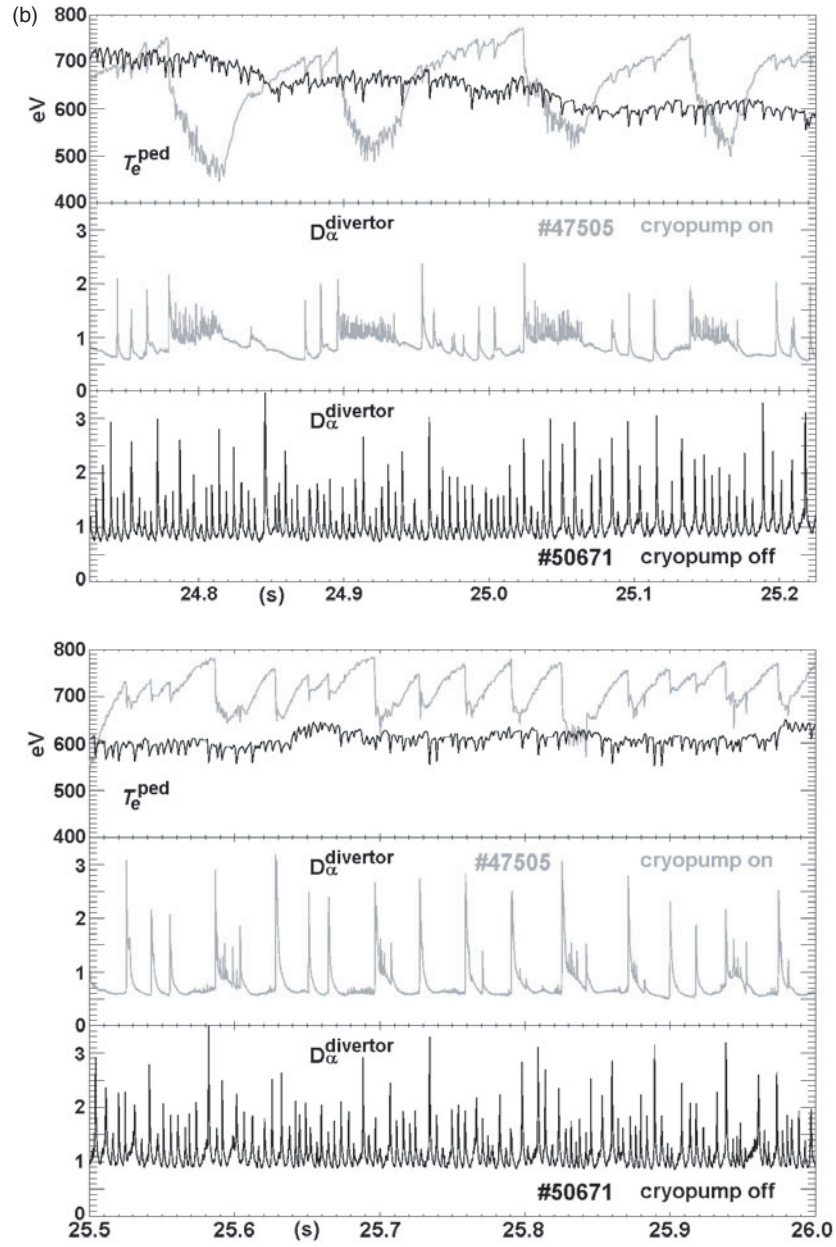 (b)
800
700
600
500
400
eV
T_e^ped
3
2
1
0
D_α^divertor
#47505 cryopump on
3
2
1
0
D_α^divertor
#50671 cryopump off
24.8 (s) 24.9 25.0 25.1 25.2
800
700
600
500
400
eV
T_e^ped
3
2
1
0
D_α^divertor
#47505 cryopump on
3
2
1
0
D_α^divertor
#50671 cryopump off
25.5 25.6 (s) 25.7 25.8 25.9 26.0